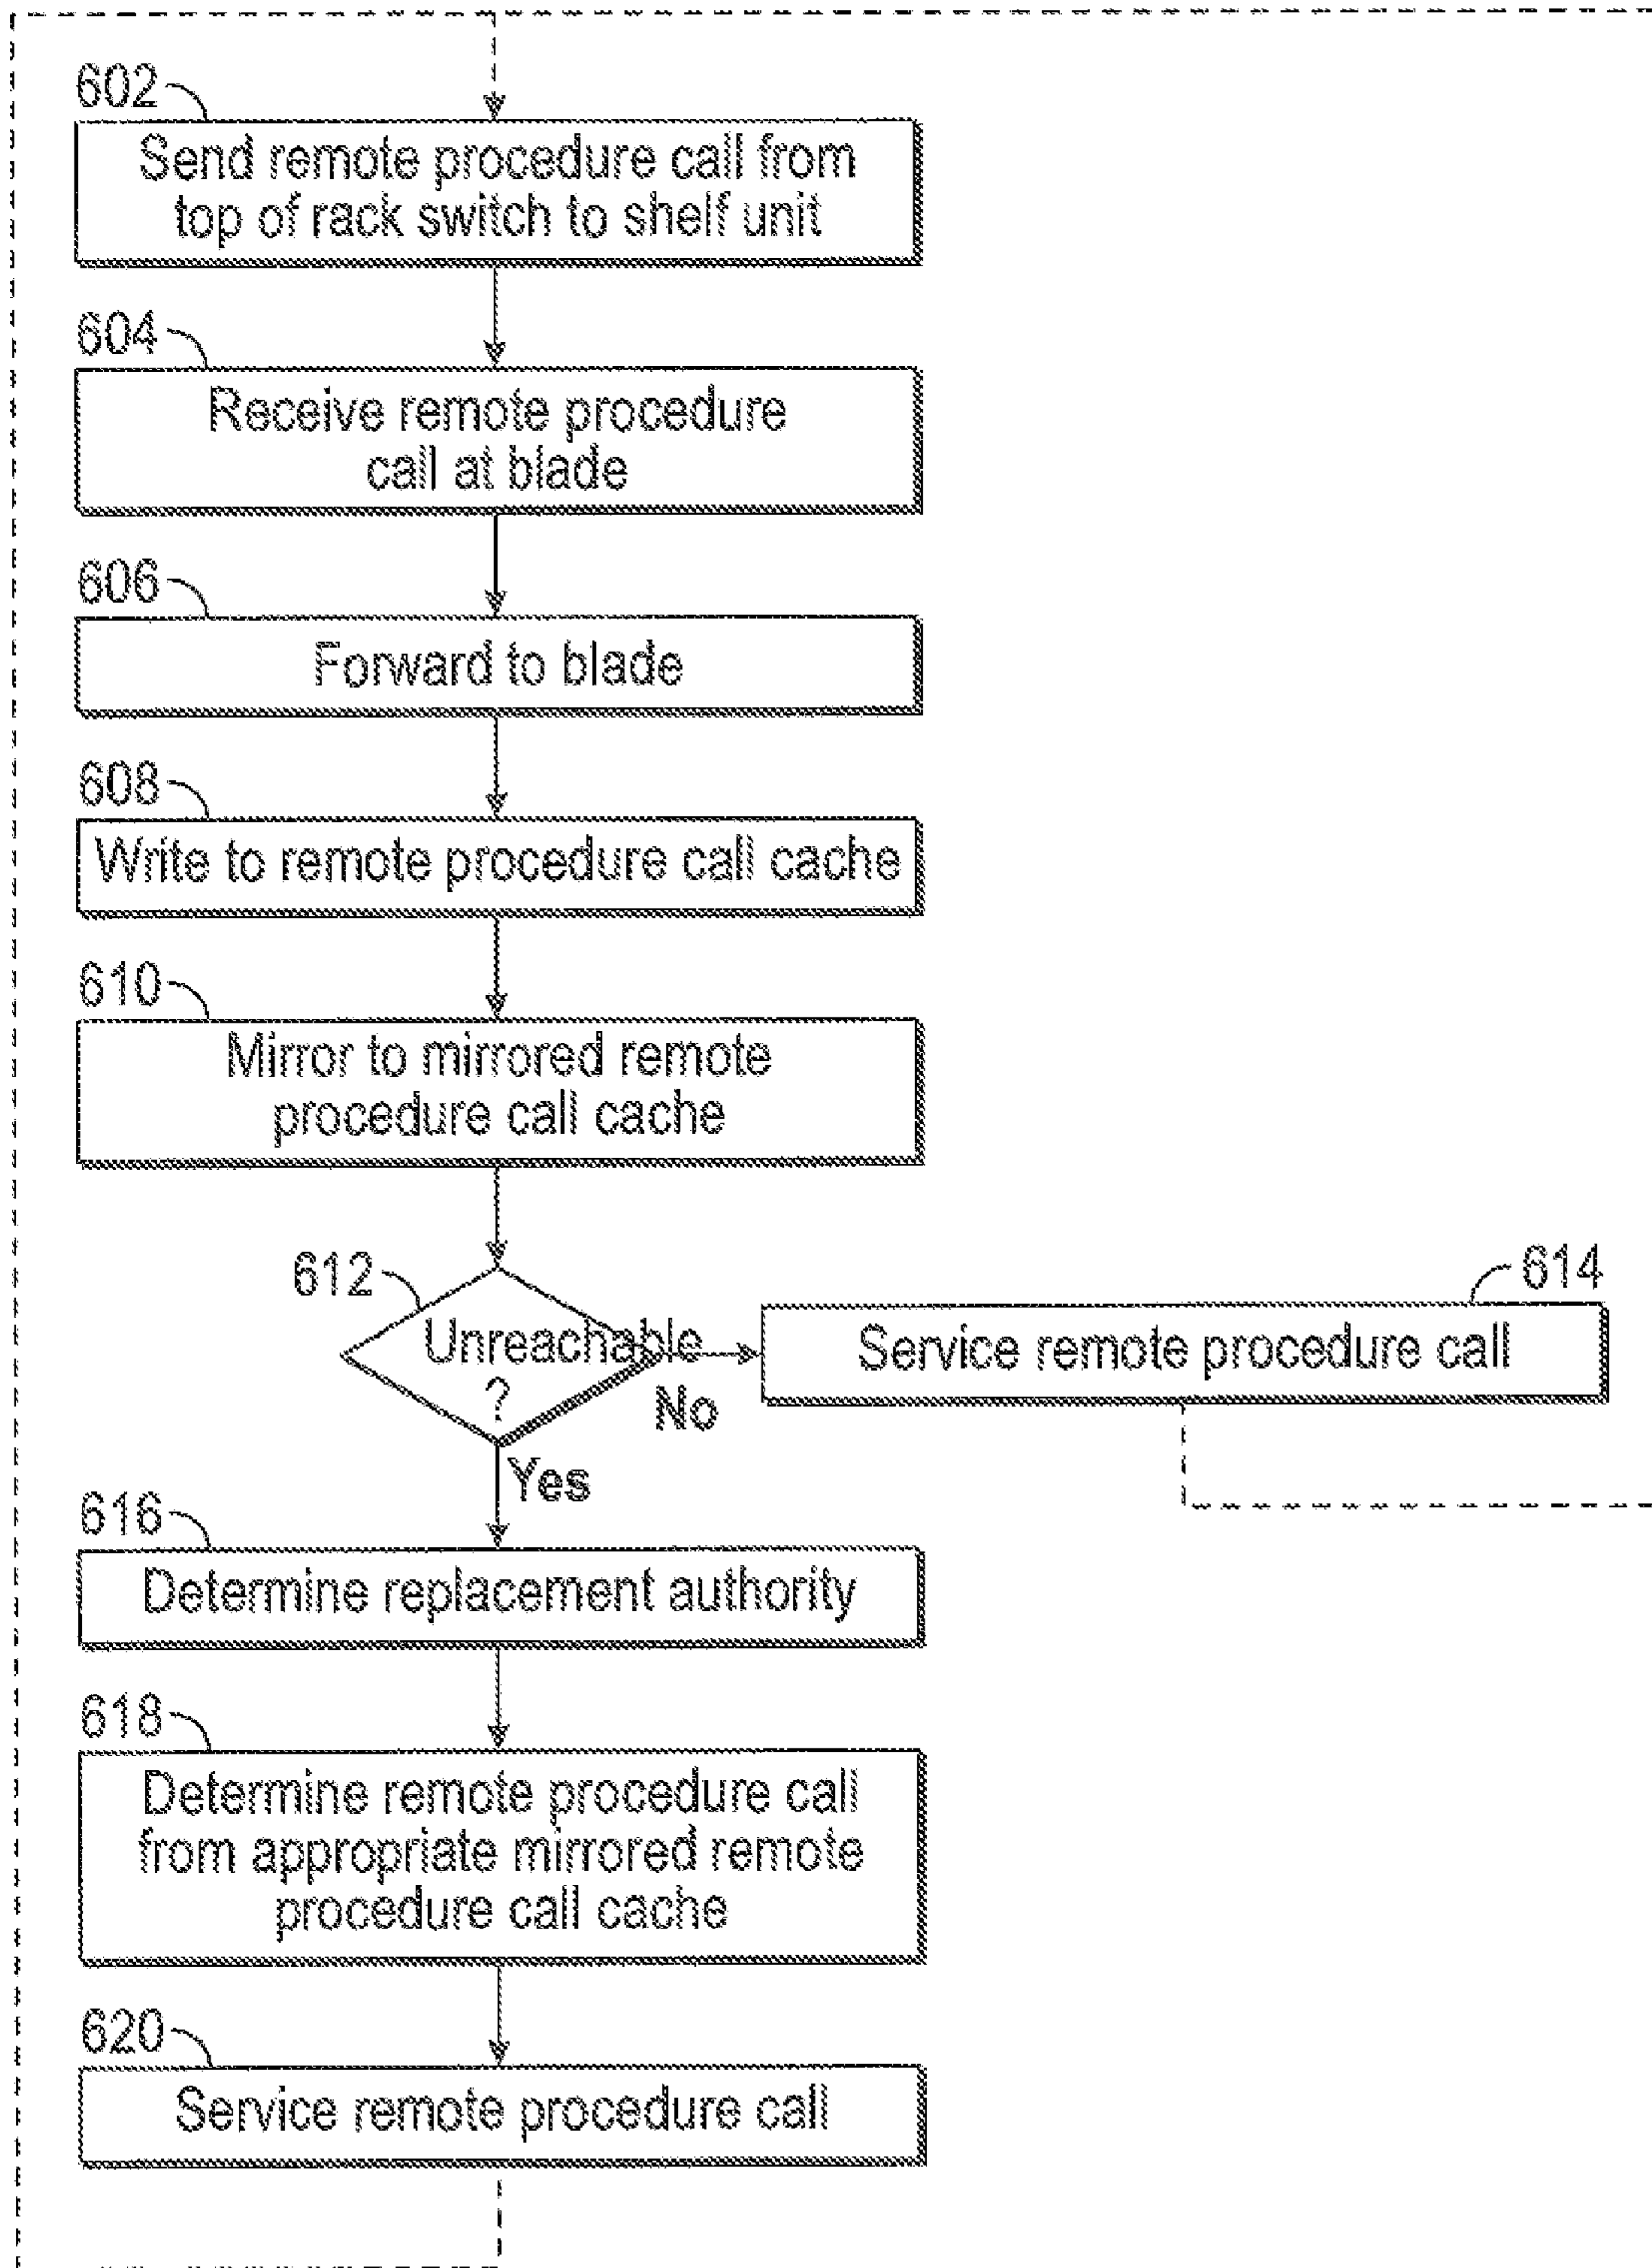 602
Send remote procedure call from
top of rack switch to shelf unit
604
Receive remote procedure
call at blade
606
Forward to blade
608
Write to remote procedure call cache
610
Mirror to mirrored remote
procedure call cache
612
Unreachable
?
No
Yes
614
Service remote procedure call
616
Determine replacement authority
618
Determine remote procedure call
from appropriate mirrored remote
procedure call cache
620
Service remote procedure call